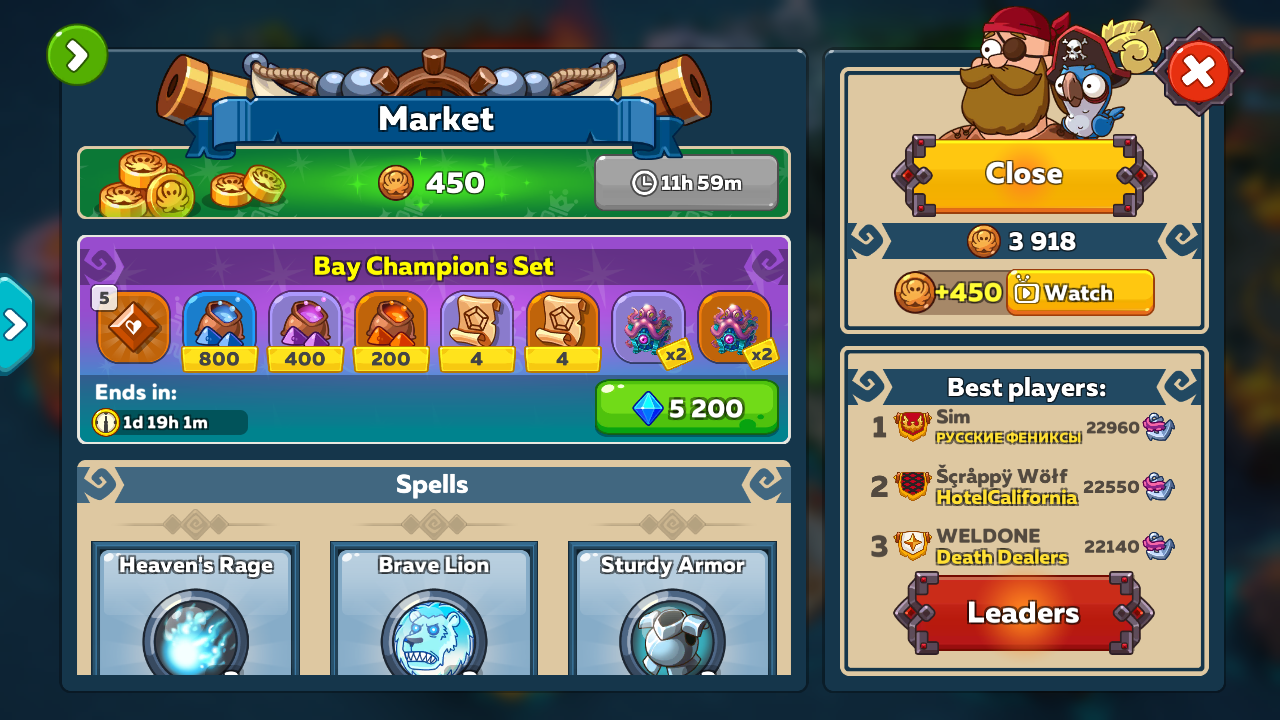 Market
450
11h 59m
Bay Champion's Set
5
800
400
200
4
4
x2
x2
Ends in:
1d 19h 1m
5 200
Spells
Heaven's Rage
Brave Lion
Sturdy Armor
Close
3 918
+450
Watch
Best players:
1 Sim 22960
РУССКИЕ ФЕНИКСЫ
2 Šçråppÿ Wölf 22550
HotelCalifornia
3 WELDONE 22140
Death Dealers
Leaders